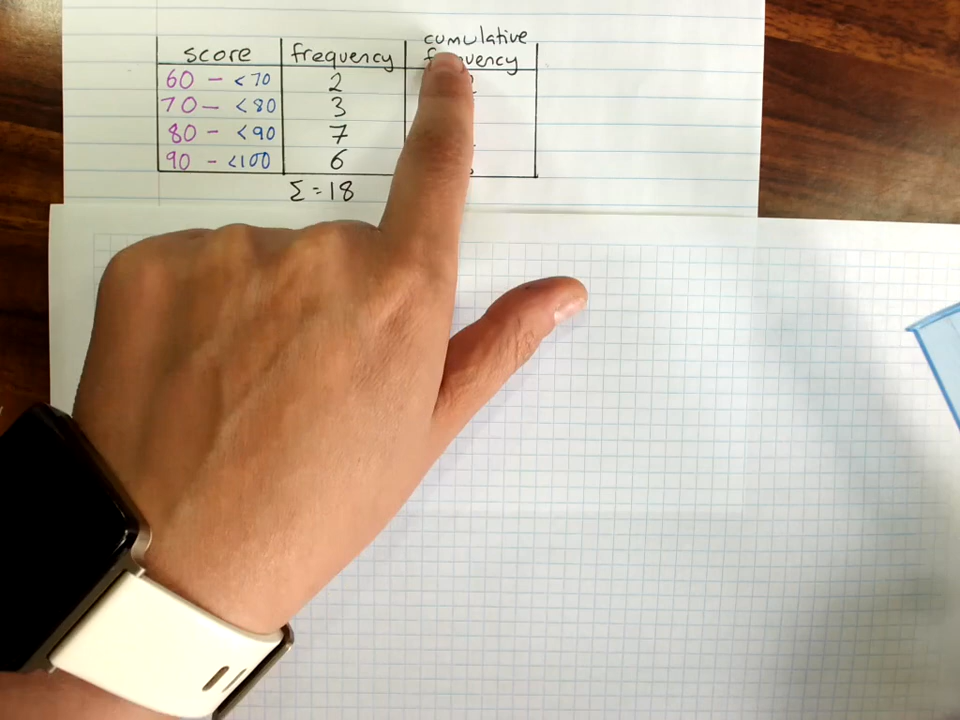 cumulative
score frequency
60 - <70 2
70 - <80 3
80 - <90 7
90 - <100 6
Σ = 18